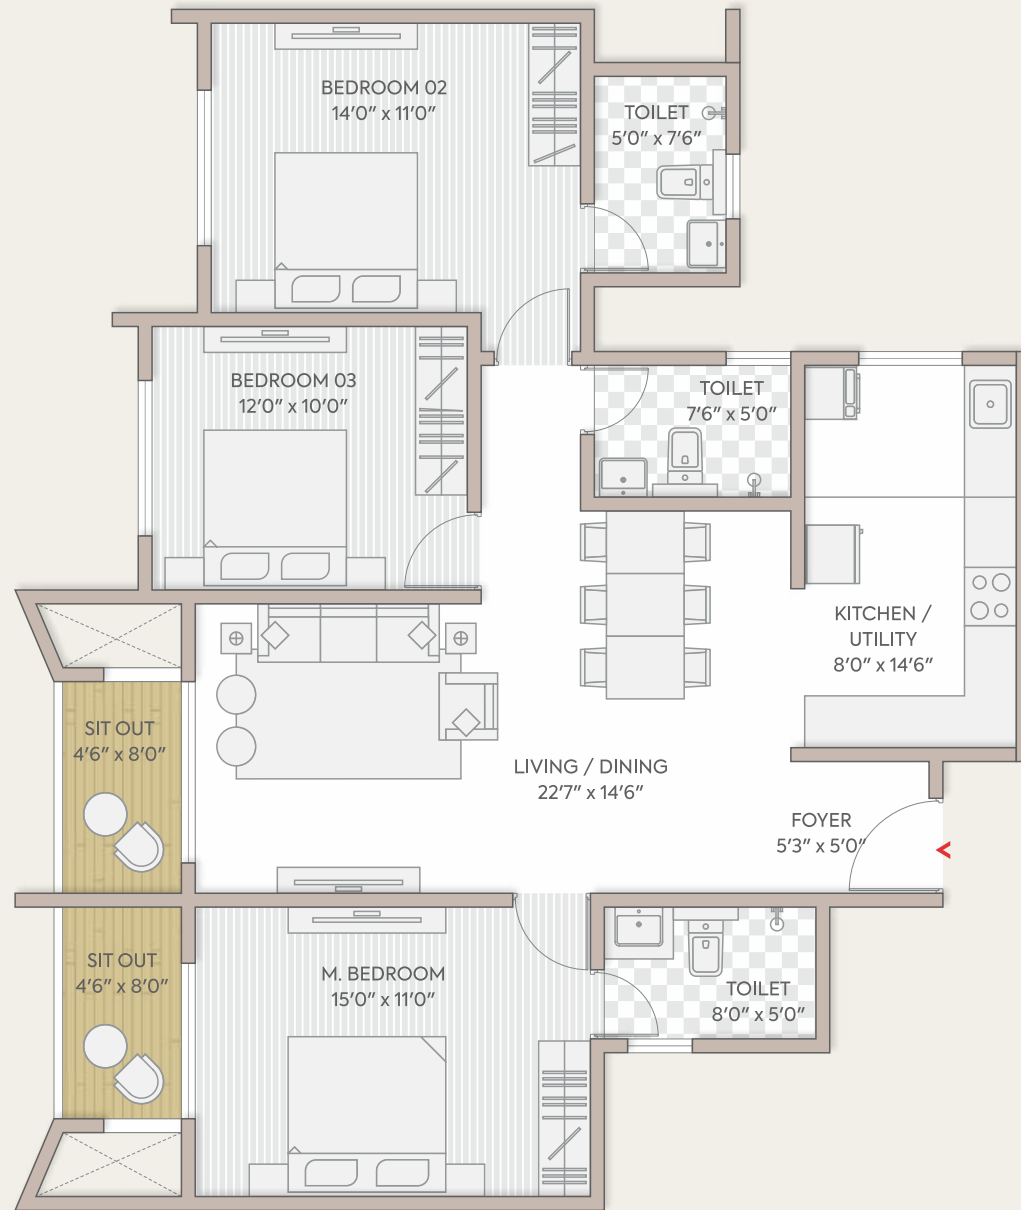 BEDROOM 02
14′0″ x 11′0″
TOILET
5′0″ x 7′6″
BEDROOM 03
12′0″ x 10′0″
TOILET
7′6″ x 5′0″
KITCHEN /
UTILITY
8′0″ x 14′6″
SIT OUT
4′6″ x 8′0″
LIVING / DINING
22′7″ x 14′6″
FOYER
5′3″ x 5′0″
SIT OUT
4′6″ x 8′0″
M. BEDROOM
15′0″ x 11′0″
TOILET
8′0″ x 5′0″